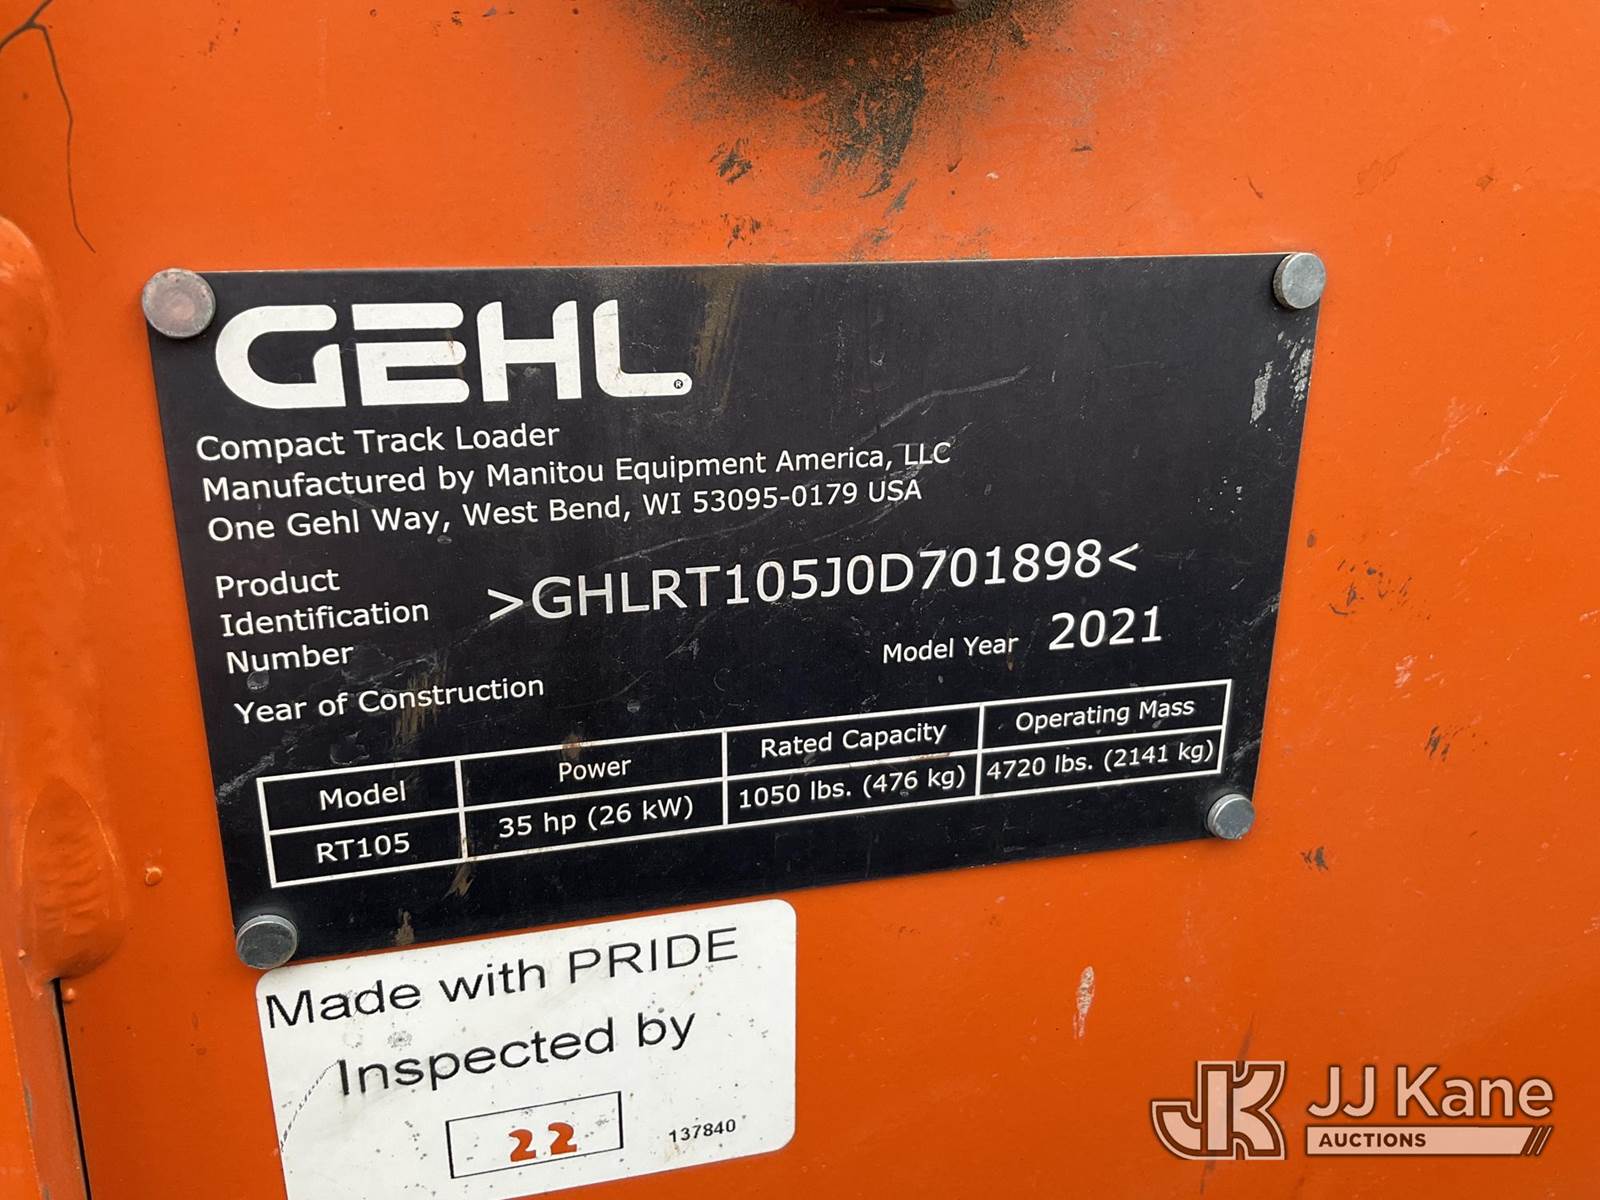 GEHL®
Compact Track Loader
Manufactured by Manitou Equipment America, LLC
One Gehl Way, West Bend, WI 53095-0179 USA
Product
Identification
Number
>GHLRT105J0D701898<
Model Year 2021
Year of Construction
Model Power Rated Capacity Operating Mass
RT105 35 hp (26 kW) 1050 lbs. (476 kg) 4720 lbs. (2141 kg)
Made with PRIDE
Inspected by
22 137840
JK JJ Kane
AUCTIONS